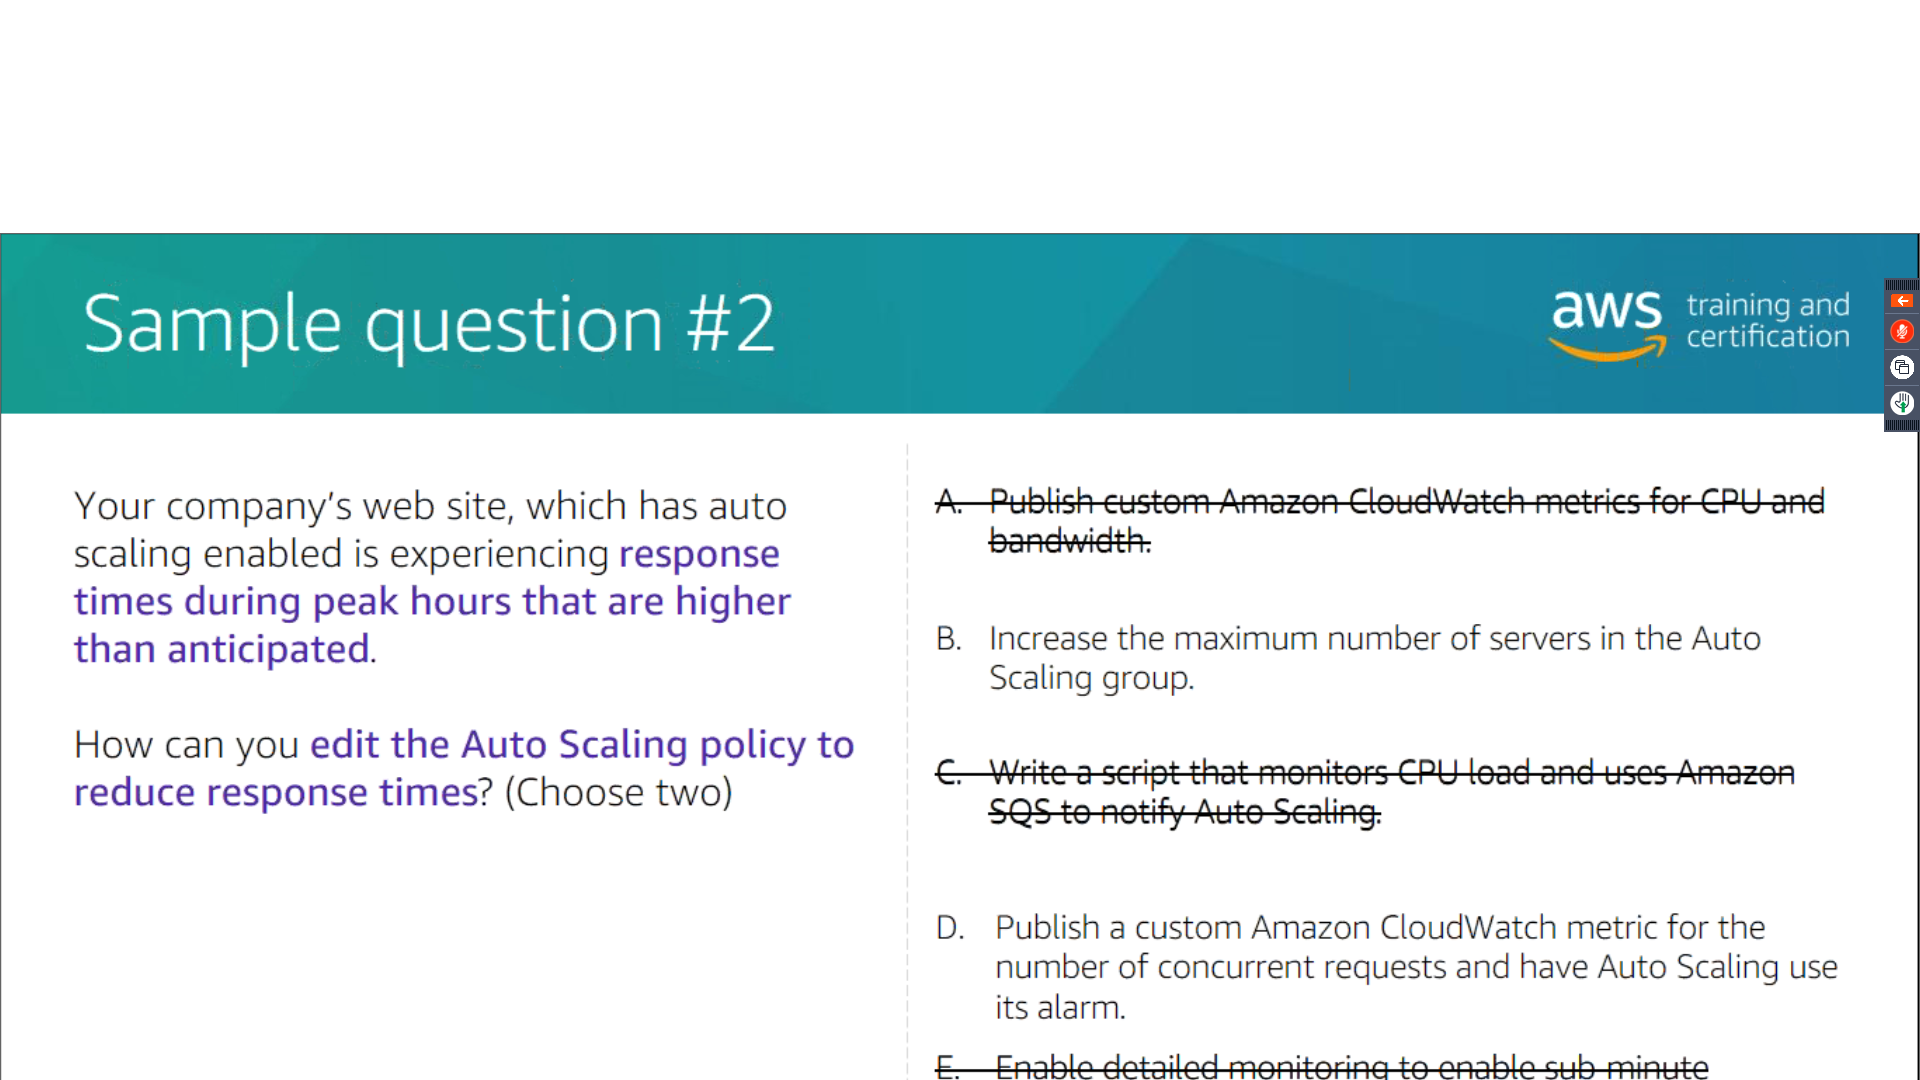 Sample question #2
aws training and
certification
Your company's web site, which has auto
scaling enabled is experiencing response
times during peak hours that are higher
than anticipated.
How can you edit the Auto Scaling policy to
reduce response times? (Choose two)
A. Publish custom Amazon CloudWatch metrics for CPU and
bandwidth.
B. Increase the maximum number of servers in the Auto
Scaling group.
C. Write a script that monitors CPU load and uses Amazon
SQS to notify Auto Scaling.
D. Publish a custom Amazon CloudWatch metric for the
number of concurrent requests and have Auto Scaling use
its alarm.
E. Enable detailed monitoring to enable sub-minute